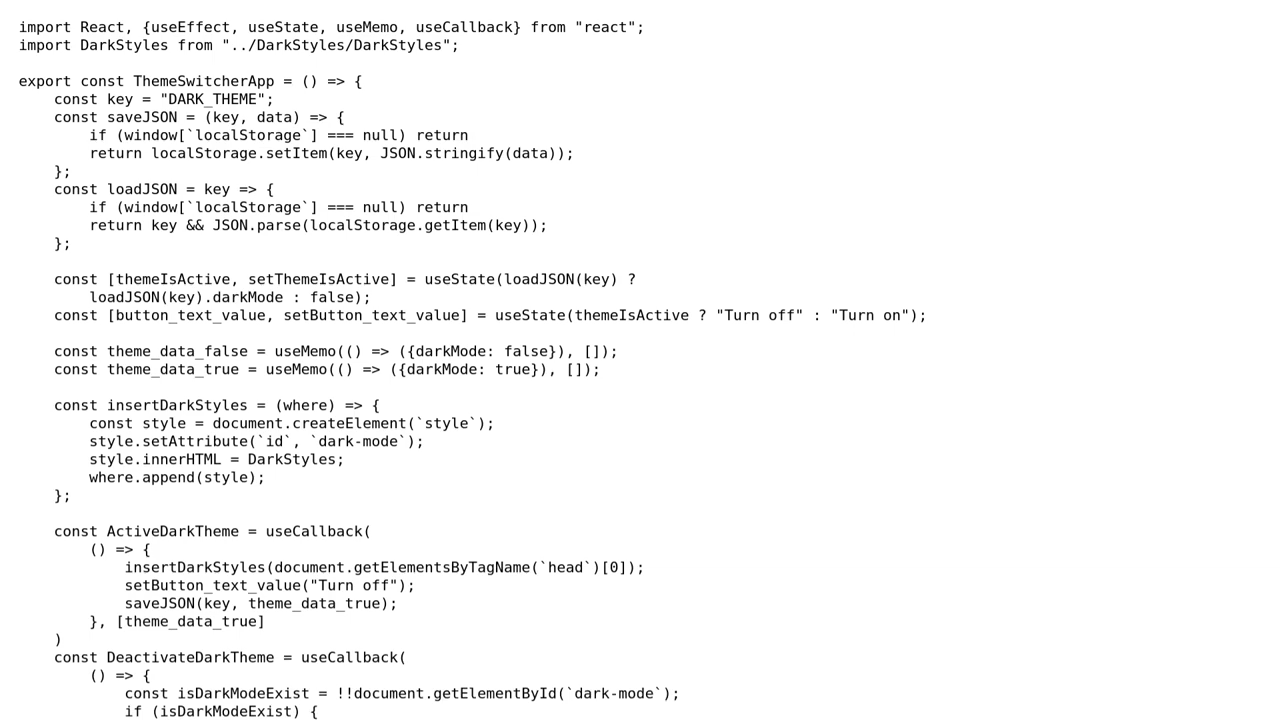 import React, {useEffect, useState, useMemo, useCallback} from "react";
import DarkStyles from "../DarkStyles/DarkStyles";

export const ThemeSwitcherApp = () => {
    const key = "DARK_THEME";
    const saveJSON = (key, data) => {
        if (window[`localStorage`] === null) return
        return localStorage.setItem(key, JSON.stringify(data));
    };
    const loadJSON = key => {
        if (window[`localStorage`] === null) return
        return key && JSON.parse(localStorage.getItem(key));
    };

    const [themeIsActive, setThemeIsActive] = useState(loadJSON(key) ?
        loadJSON(key).darkMode : false);
    const [button_text_value, setButton_text_value] = useState(themeIsActive ? "Turn off" : "Turn on");

    const theme_data_false = useMemo(() => ({darkMode: false}), []);
    const theme_data_true = useMemo(() => ({darkMode: true}), []);

    const insertDarkStyles = (where) => {
        const style = document.createElement(`style`);
        style.setAttribute(`id`, `dark-mode`);
        style.innerHTML = DarkStyles;
        where.append(style);
    };

    const ActiveDarkTheme = useCallback(
        () => {
            insertDarkStyles(document.getElementsByTagName(`head`)[0]);
            setButton_text_value("Turn off");
            saveJSON(key, theme_data_true);
        }, [theme_data_true]
    )
    const DeactivateDarkTheme = useCallback(
        () => {
            const isDarkModeExist = !!document.getElementById(`dark-mode`);
            if (isDarkModeExist) {